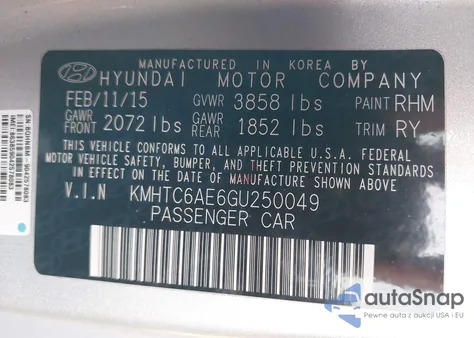 MANUFACTURED IN KOREA BY
HYUNDAI MOTOR COMPANY
FEB/11/15 GVWR 3858 lbs PAINT RHM
GAWR FRONT 2072 lbs GAWR REAR 1852 lbs TRIM RY
THIS VEHICLE CONFORMS TO ALL APPLICABLE U.S.A. FEDERAL
MOTOR VEHICLE SAFETY, BUMPER, AND THEFT PREVENTION STANDARDS
IN EFFECT ON THE DATE OF MANUFACTURE SHOWN ABOVE.
V.I.N KMHTC6AE6GU250049
PASSENGER CAR
autoSnap
Pewne auta z aukcji USA i EU